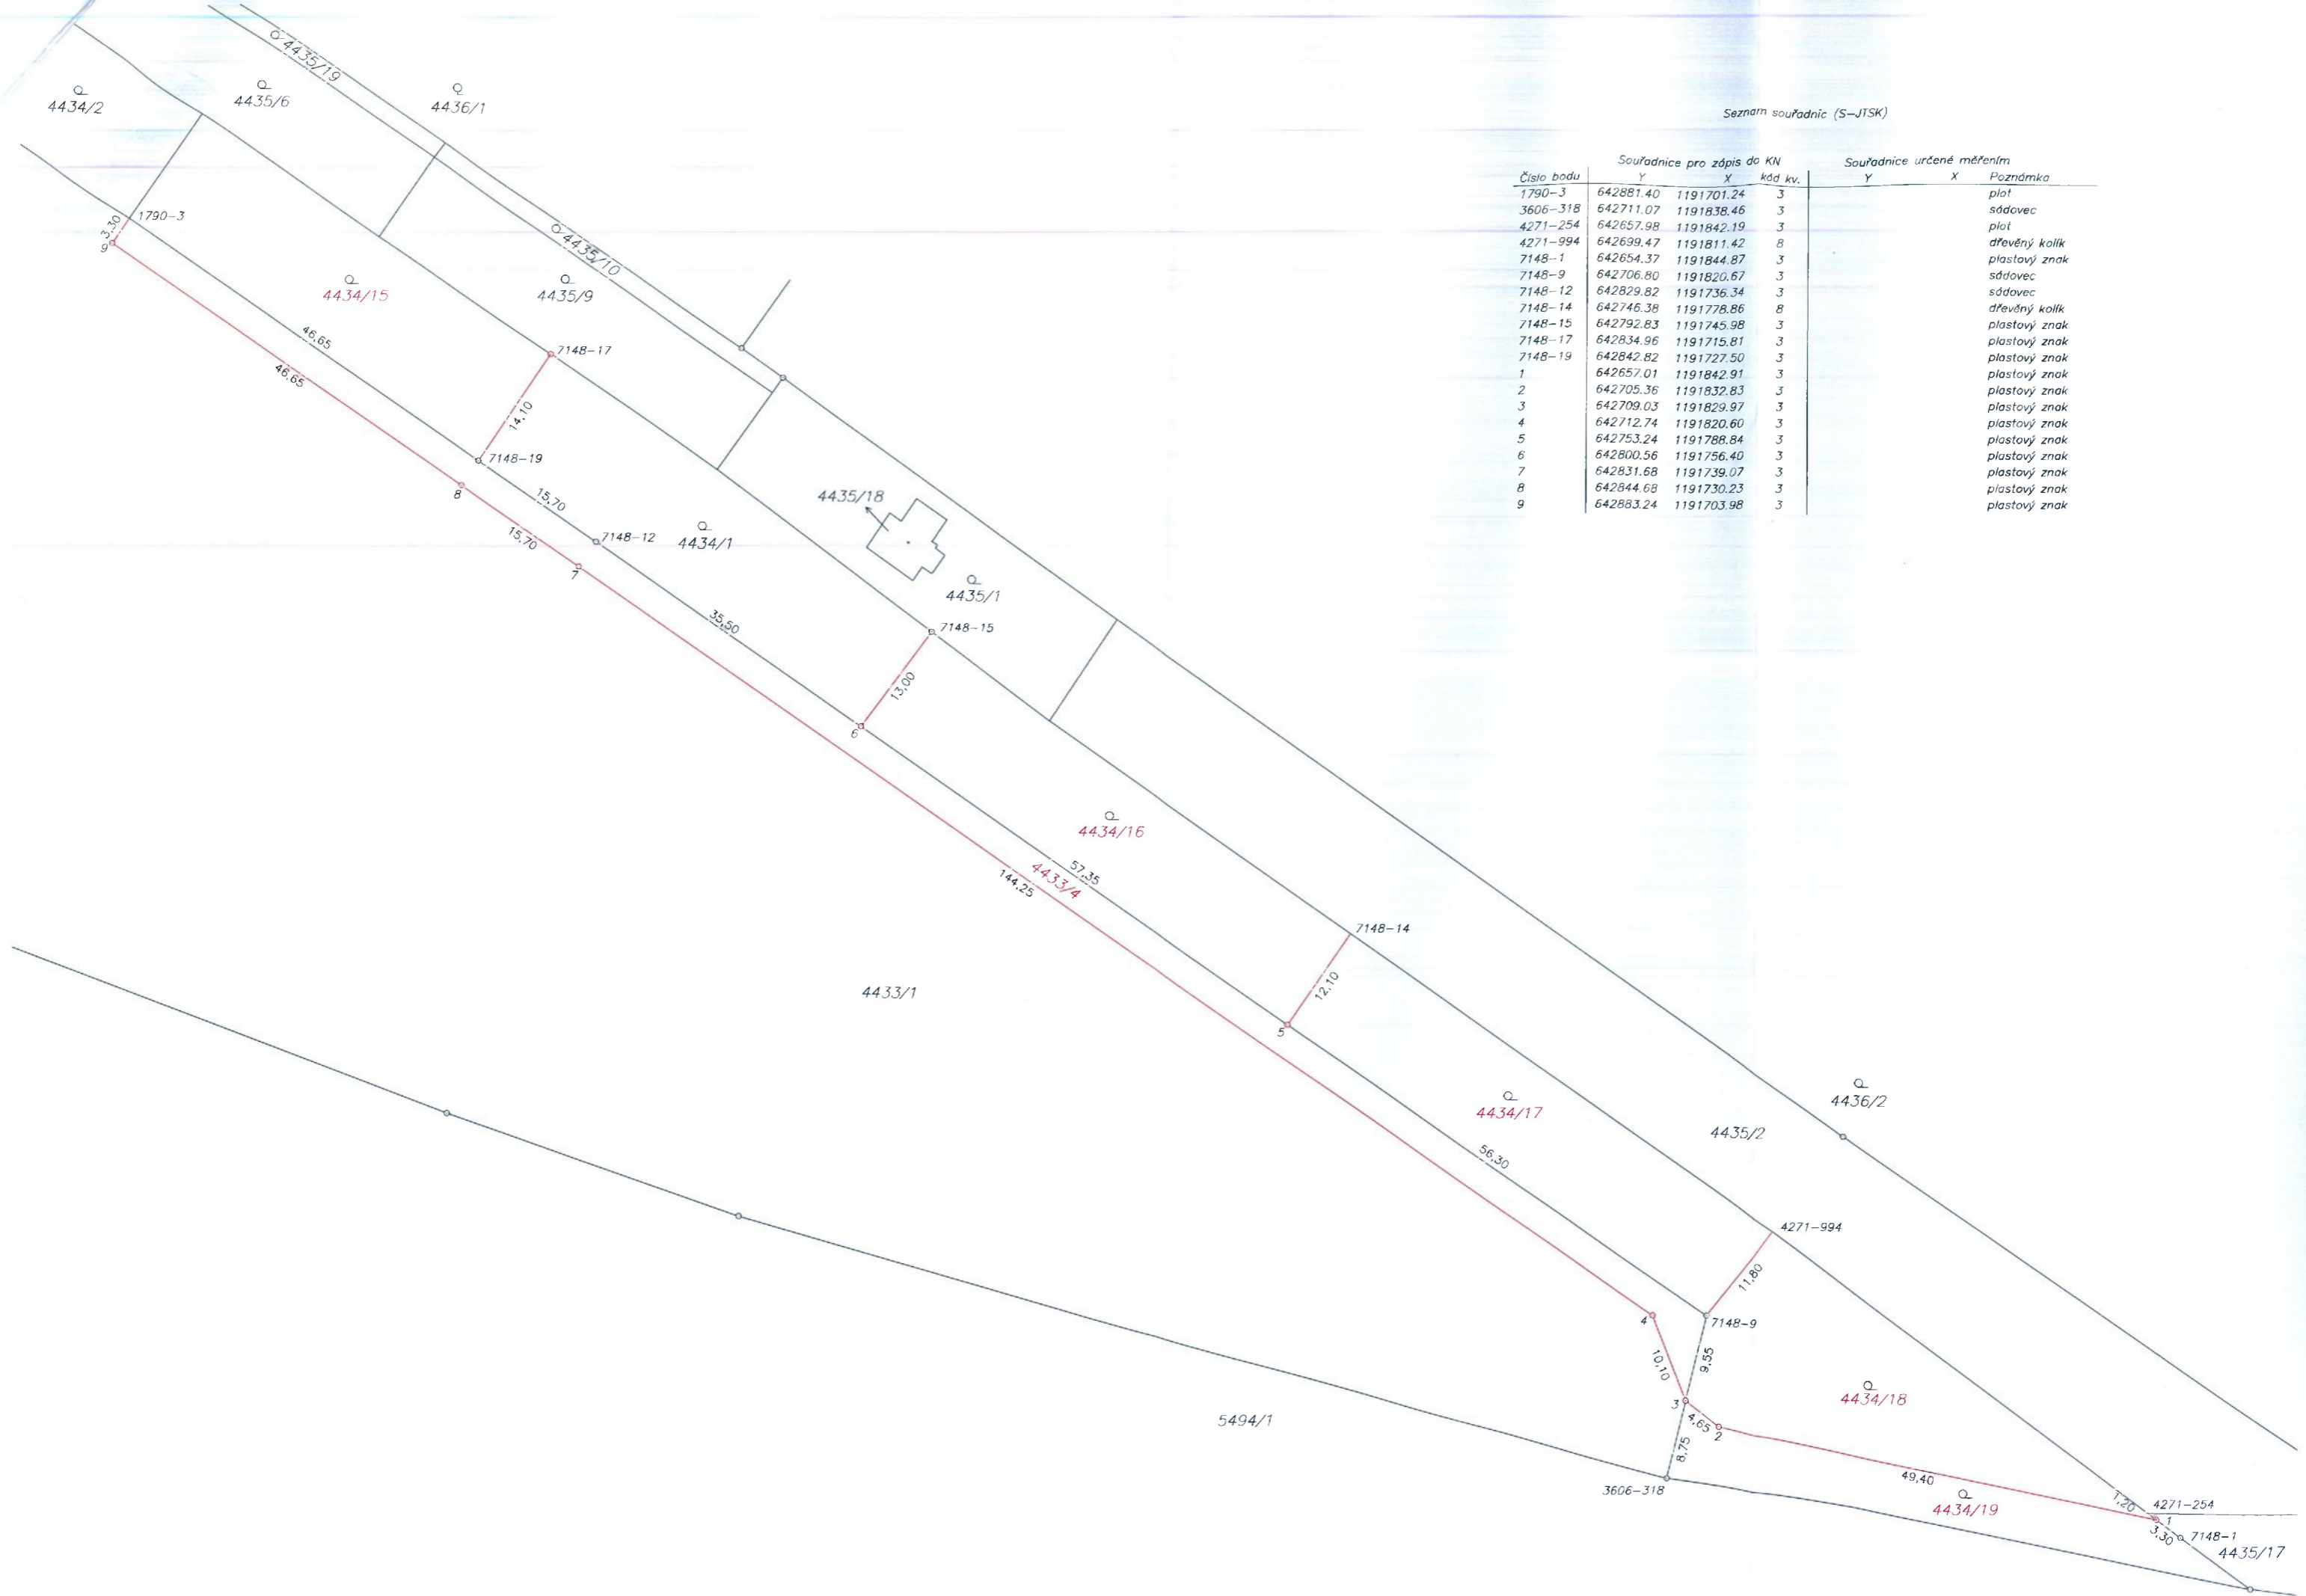 Seznam souřadnic (S-JTSK)
Souřadnice pro zápis do KN Souřadnice určené měřením
Číslo bodu Y X kód kv. Y X Poznámka
1790-3 642881.40 1191701.24 3 plot
3606-318 642711.07 1191838.46 3 sádovec
4271-254 642657.98 1191842.19 3 plot
4271-994 642699.47 1191811.42 8 dřevěný kolík
7148-1 642654.37 1191844.87 3 plastový znak
7148-9 642706.80 1191820.67 3 sádovec
7148-12 642829.82 1191736.34 3 sádovec
7148-14 642746.38 1191778.86 8 dřevěný kolík
7148-15 642792.83 1191745.98 3 plastový znak
7148-17 642834.96 1191715.81 3 plastový znak
7148-19 642842.82 1191727.50 3 plastový znak
1 642657.01 1191842.91 3 plastový znak
2 642705.36 1191832.83 3 plastový znak
3 642709.03 1191829.97 3 plastový znak
4 642712.74 1191820.60 3 plastový znak
5 642753.24 1191788.84 3 plastový znak
6 642800.56 1191756.40 3 plastový znak
7 642831.68 1191739.07 3 plastový znak
8 642844.68 1191730.23 3 plastový znak
9 642883.24 1191703.98 3 plastový znak
4435/19
4434/2
4435/6
4436/1
1790-3
3,30
9
4435/10
4434/15
4435/9
46,65
46,65
7148-17
14,10
7148-19
8
15,70
15,70
7148-12
7
4434/1
4435/18
4435/1
35,50
7148-15
13,00
6
4434/16
57,35
4433/4
144,25
7148-14
12,10
5
4433/1
4434/17
4436/2
4435/2
56,30
4271-994
11,80
4
7148-9
10,10
9,55
3
4,65
2
8,75
4434/18
5494/1
3606-318
49,40
4434/19
1,20
4271-254
1
3,30
7148-1
4435/17